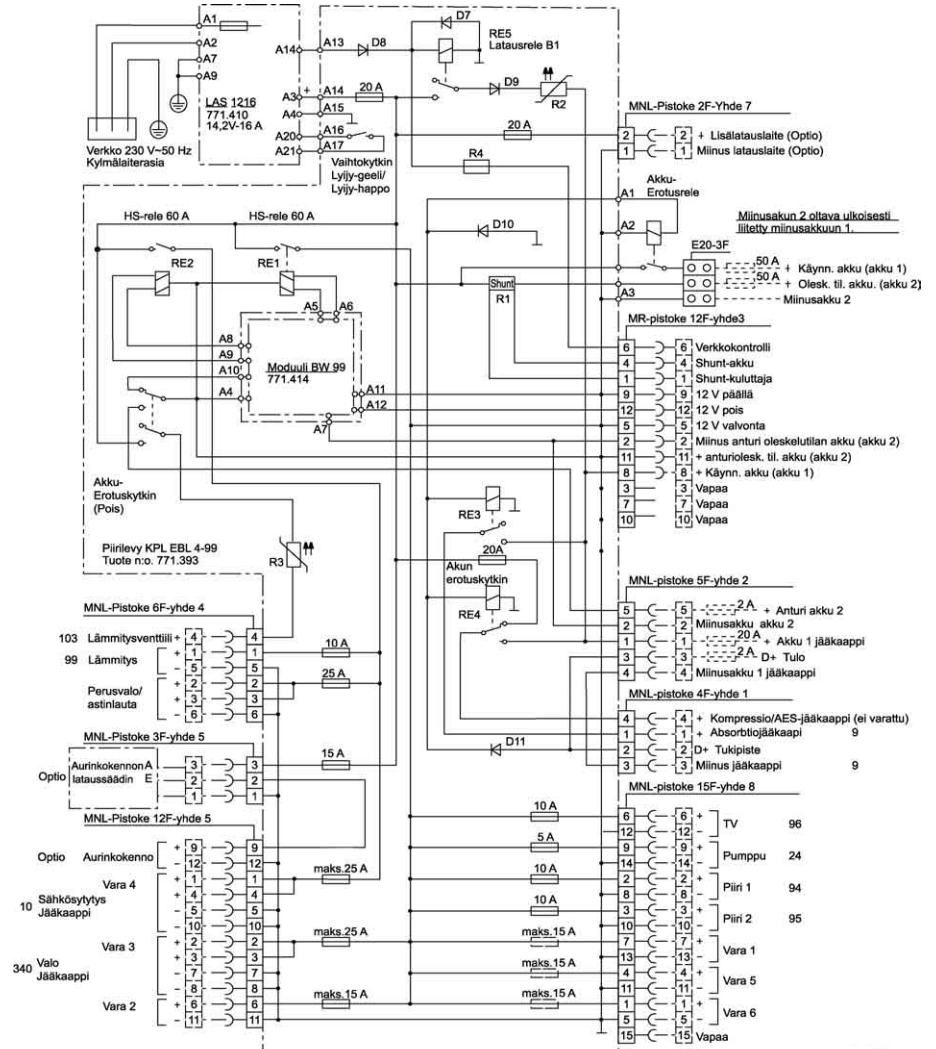 A1
A2
A7
A9
A14
A3
A4
A20
A21
LAS 1216
771.410
14,2V-16 A
Verkko 230 V~50 Hz
Kylmälaiterasia
A13
D8
+
A14
20 A
A15
A16
A17
Vaihtokytkin
Lyijy-geeli/
Lyijy-happo
D7
RE5
Latausrele B1
D9
R2
20 A
R4
MNL-Pistoke 2F-Yhde 7
2 2 + Lisälatauslaite (Optio)
1 1 Miinus latauslaite (Optio)
Akku-
Erotusrele
A1
A2
A3
D10
Miinusakun 2 oltava ulkoisesti
liitetty miinusakkuun 1.
E20-3F
50 A + Käynn. akku (akku 1)
50 A + Olesk. til. akku. (akku 2)
Miinusakku 2
HS-rele 60 A
HS-rele 60 A
RE2
RE1
Shunt
R1
A5
A6
A8
A9
A10
A4
Moduuli BW 99
771.414
A11
A12
A7
MR-pistoke 12F-yhde3
6 6 Verkkokontrolli
4 4 Shunt-akku
1 1 Shunt-kuluttaja
9 9 12 V päällä
12 12 12 V pois
5 5 12 V valvonta
2 2 Miinus anturi oleskelutilan akku (akku 2)
11 11 + anturiolesk. til. akku (akku 2)
8 8 + Käynn. akku (akku 1)
3 3 Vapaa
7 7 Vapaa
10 10 Vapaa
Akku-
Erotuskytkin
(Pois)
Piirilevy KPL EBL 4-99
Tuote n:o. 771.393
R3
RE3
20A
Akun
erotuskytkin
RE4
MNL-pistoke 5F-yhde 2
5 5 2 A + Anturi akku 2
2 2 Miinusakku akku 2
1 1 20 A + Akku 1 jääkaappi
3 3 2 A D+ Tulo
4 4 Miinusakku 1 jääkaappi
MNL-Pistoke 6F-yhde 4
103 Lämmitysventtiili + 4 4
99 Lämmitys + 1 1 10 A
- 5 5
Perusvalo/
astinlauta
+ 2 2 25 A
+ 3 3
- 6 6
MNL-pistoke 4F-yhde 1
4 4 + Kompressio/AES-jääkaappi (ei varattu)
1 1 + Absorbtiojääkaapi 9
2 2 D+ Tukipiste
3 3 Miinus jääkaappi 9
D11
MNL-Pistoke 3F-yhde 5
Optio
Aurinkokennon A
lataussäädin E
3 3 15 A
2 2
1 1
MNL-Pistoke 12F-yhde 5
Optio Aurinkokenno + 9 9
- 12 12
Vara 4 + 1 1 maks.25 A
+ 4 4
10 Sähkösytytys
Jääkaappi
- 5 5
- 10 10
Vara 3 + 2 2 maks.25 A
+ 3 3
340 Valo
Jääkaappi
- 7 7
- 8 8
Vara 2 + 6 6 maks.15 A
- 11 11
MNL-pistoke 15F-yhde 8
10 A 6 6 + TV 96
12 12 -
5 A 9 9 + Pumppu 24
14 14 -
10 A 2 2 + Piiri 1 94
8 8 -
10 A 3 3 + Piiri 2 95
10 10 -
maks.15 A 7 7 + Vara 1
13 13 -
maks.15 A 4 4 + Vara 5
11 11 -
maks.15 A 1 1 + Vara 6
5 5 -
15 15 Vapaa